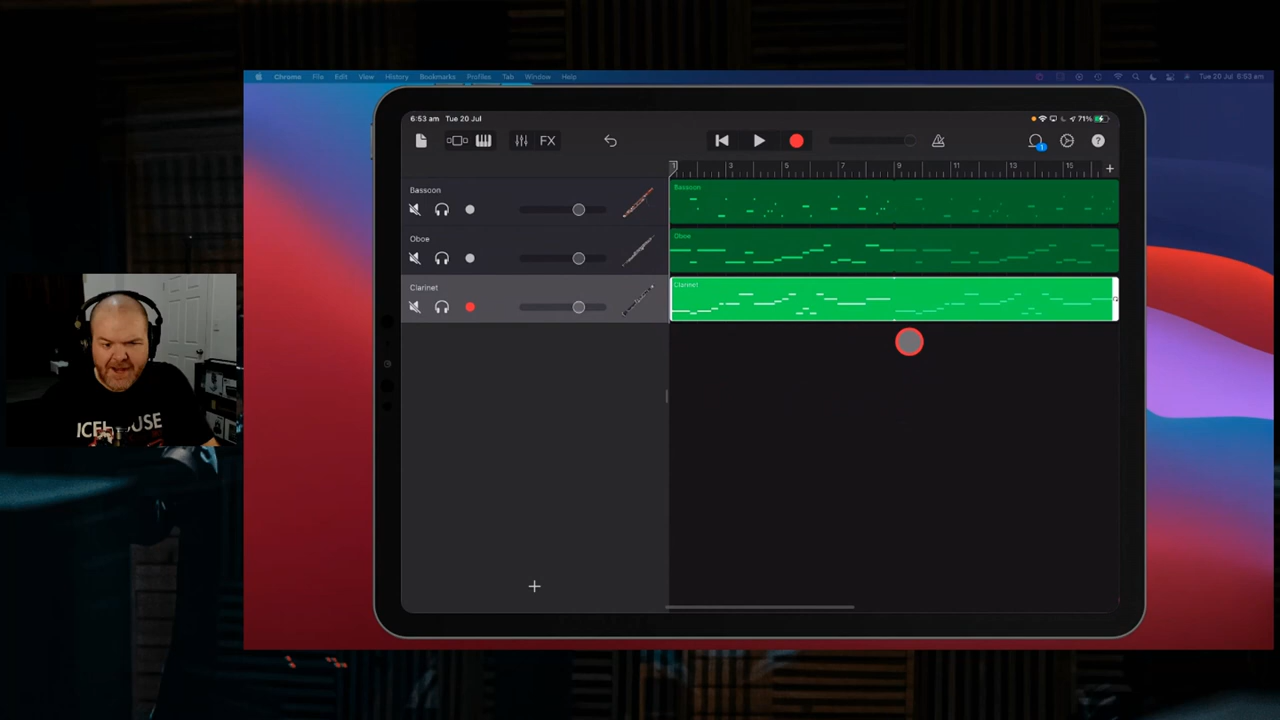 Chrome File Edit View History Bookmarks Profiles Tab Window Help
Tue 20 Jul 6:53 am
6:53 am Tue 20 Jul
71%
FX
1
1 3 5 7 9 11 13 15
Bassoon
Bassoon
Oboe
Oboe
Clarinet
Clarinet
ICEHOUSE